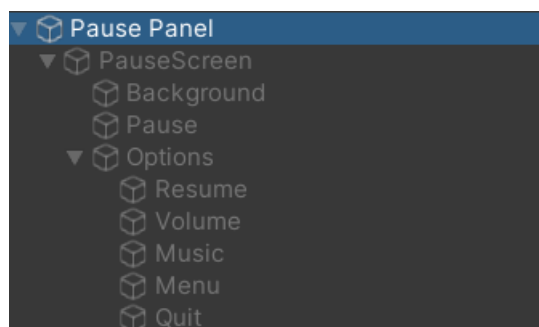 Pause Panel
PauseScreen
Background
Pause
Options
Resume
Volume
Music
Menu
Quit